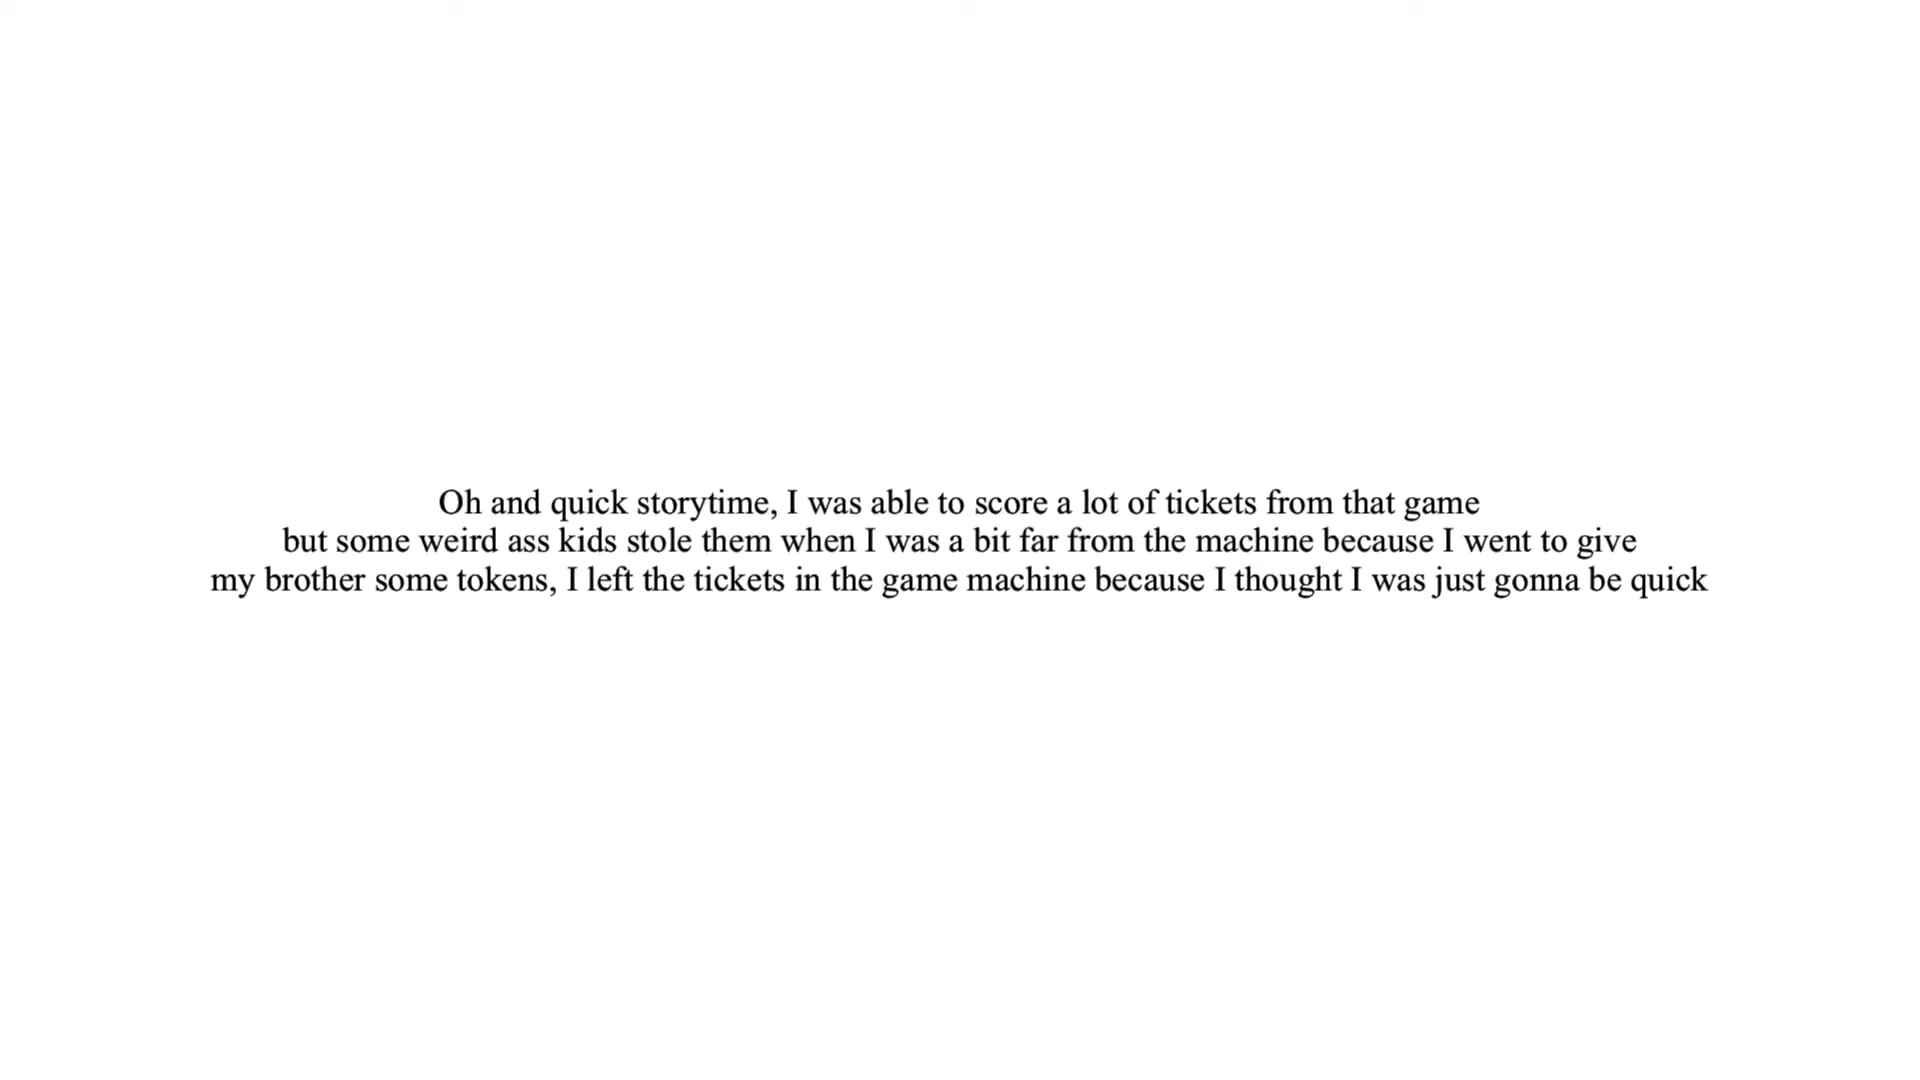 Oh and quick storytime, I was able to score a lot of tickets from that game
but some weird ass kids stole them when I was a bit far from the machine because I went to give
my brother some tokens, I left the tickets in the game machine because I thought I was just gonna be quick